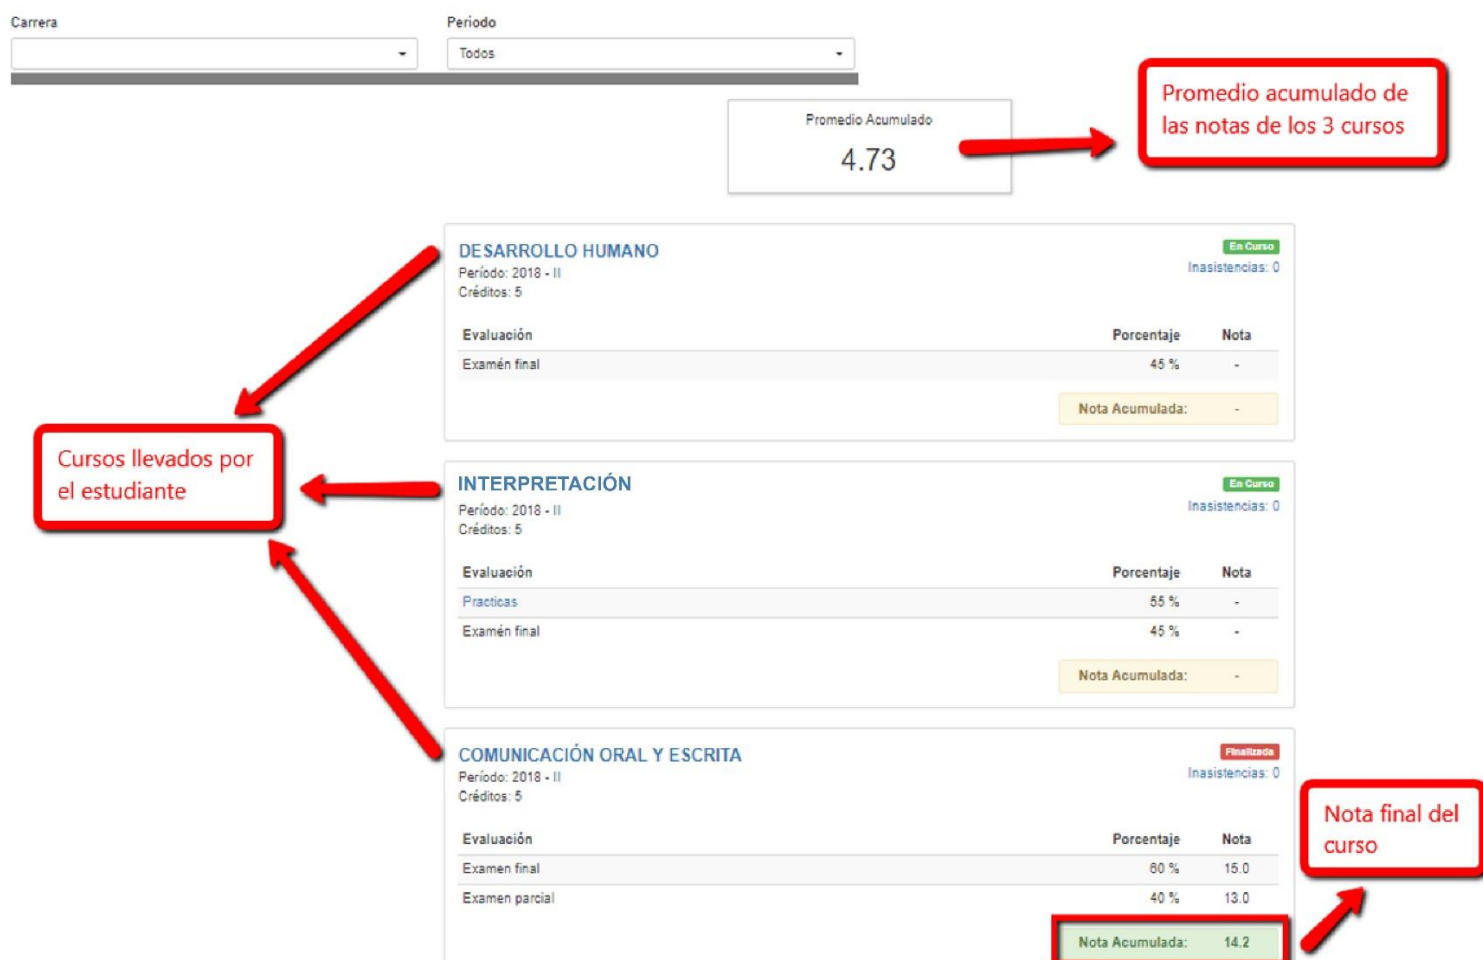 Carrera
Periodo
Todos
Promedio Acumulado
4.73
Promedio acumulado de
las notas de los 3 cursos
DESARROLLO HUMANO
En Curso
Período: 2018 - II
Inasistencias: 0
Créditos: 5
Evaluación Porcentaje Nota
Examén final 45 % -
Nota Acumulada: -
Cursos llevados por
el estudiante
INTERPRETACIÓN
En Curso
Período: 2018 - II
Inasistencias: 0
Créditos: 5
Evaluación Porcentaje Nota
Practicas 55 % -
Examén final 45 % -
Nota Acumulada: -
COMUNICACIÓN ORAL Y ESCRITA
Finalizada
Período: 2018 - II
Inasistencias: 0
Créditos: 5
Evaluación Porcentaje Nota
Examen final 60 % 15.0
Examen parcial 40 % 13.0
Nota Acumulada: 14.2
Nota final del
curso